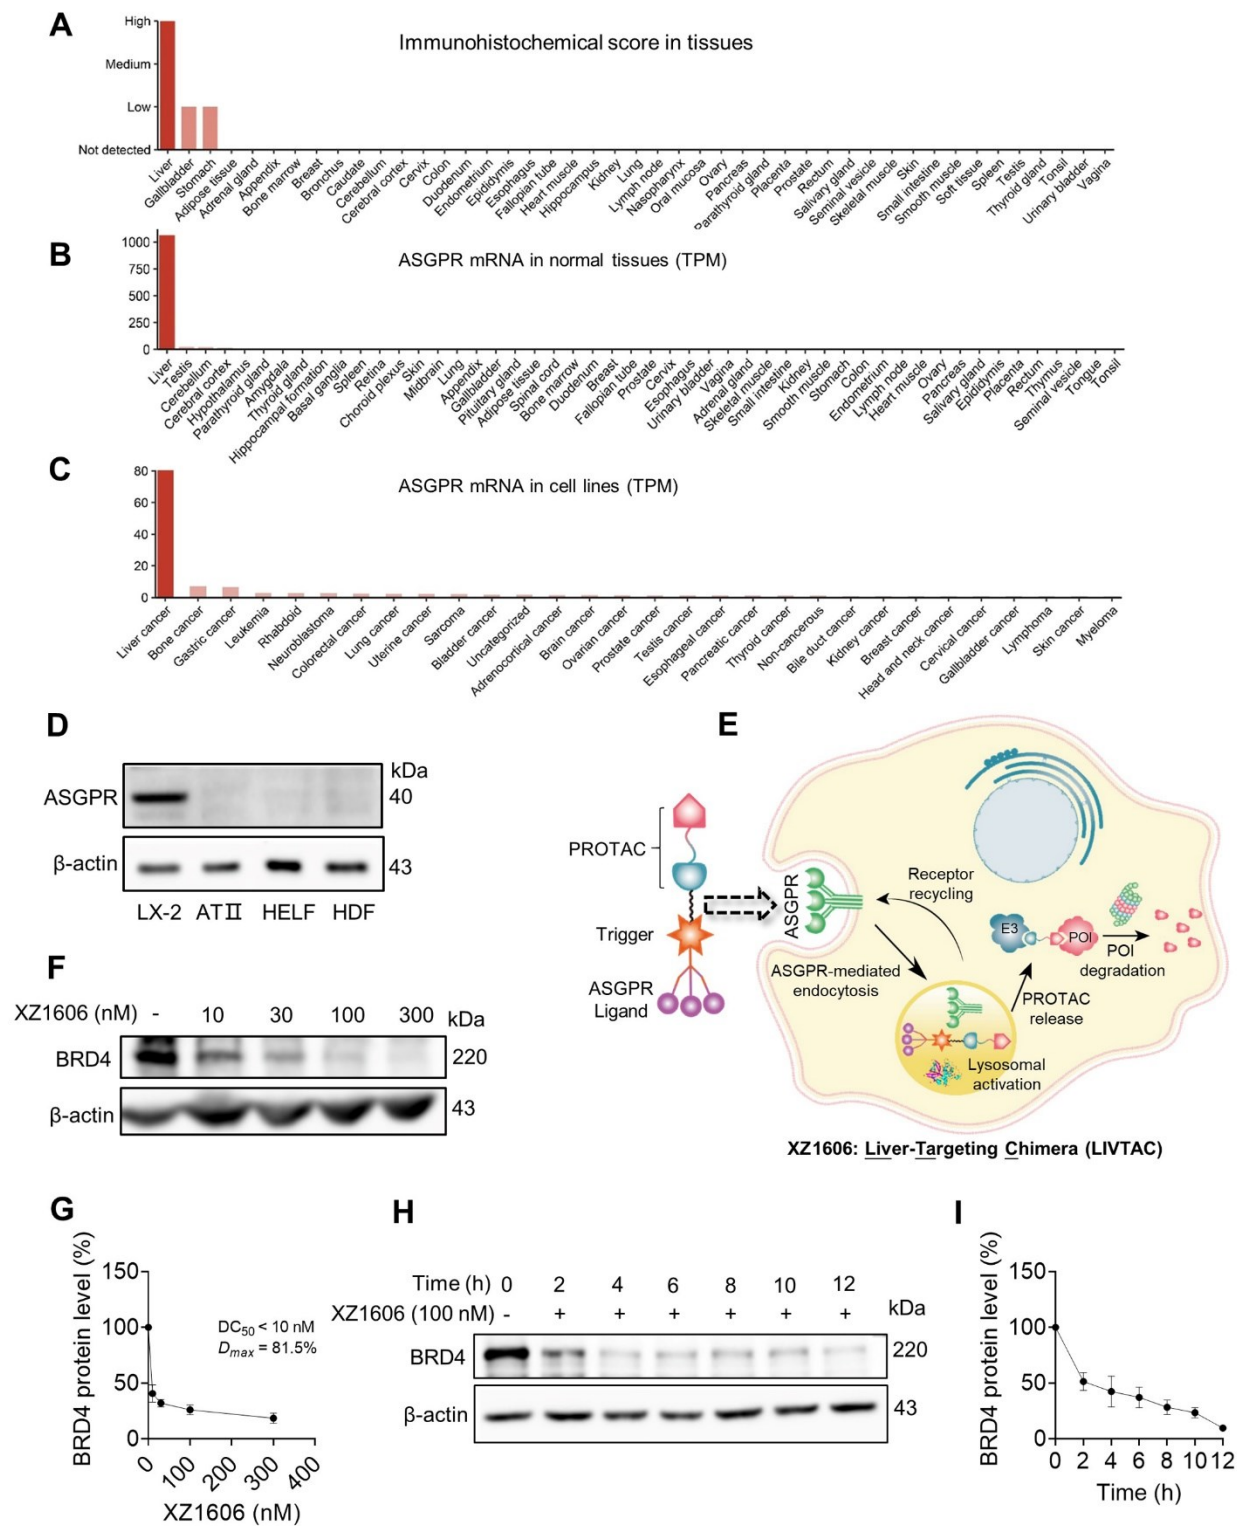 A
Immunohistochemical score in tissues
High
Medium
Low
Not detected
Liver
Gallbladder
Stomach
Adipose tissue
Adrenal gland
Appendix
Bone marrow
Breast
Bronchus
Caudate
Cerebellum
Cerebral cortex
Cervix
Colon
Duodenum
Endometrium
Epididymis
Esophagus
Fallopian tube
Heart muscle
Hippocampus
Kidney
Lung
Lymph node
Nasopharynx
Oral mucosa
Ovary
Pancreas
Parathyroid gland
Placenta
Prostate
Rectum
Salivary gland
Seminal vesicle
Skeletal muscle
Skin
Small intestine
Smooth muscle
Soft tissue
Spleen
Testis
Thyroid gland
Tonsil
Urinary bladder
Vagina
B
ASGPR mRNA in normal tissues (TPM)
1000
750
500
250
0
Liver
Testis
Cerebellum
Cerebral cortex
Hypothalamus
Parathyroid gland
Amygdala
Thyroid gland
Hippocampal formation
Basal ganglia
Spleen
Retina
Choroid plexus
Skin
Midbrain
Lung
Appendix
Gallbladder
Pituitary gland
Adipose tissue
Spinal cord
Bone marrow
Duodenum
Breast
Fallopian tube
Prostate
Cervix
Esophagus
Urinary bladder
Vagina
Adrenal gland
Skeletal muscle
Small intestine
Kidney
Smooth muscle
Stomach
Colon
Endometrium
Lymph node
Heart muscle
Ovary
Pancreas
Salivary gland
Epididymis
Placenta
Rectum
Thymus
Seminal vesicle
Tongue
Tonsil
C
ASGPR mRNA in cell lines (TPM)
80
60
40
20
0
Liver cancer
Bone cancer
Gastric cancer
Leukemia
Rhabdoid
Neuroblastoma
Colorectal cancer
Lung cancer
Uterine cancer
Sarcoma
Bladder cancer
Uncategorized
Adrenocortical cancer
Brain cancer
Ovarian cancer
Prostate cancer
Testis cancer
Esophageal cancer
Pancreatic cancer
Thyroid cancer
Non-cancerous
Bile duct cancer
Kidney cancer
Breast cancer
Head and neck cancer
Cervical cancer
Gallbladder cancer
Lymphoma
Skin cancer
Myeloma
D
kDa
ASGPR 40
β-actin 43
LX-2 ATⅡ HELF HDF
E
PROTAC
Trigger
ASGPR
Ligand
ASGPR
Receptor
recycling
ASGPR-mediated
endocytosis
Lysosomal
activation
PROTAC
release
E3
POI
POI
degradation
XZ1606: Liver-Targeting Chimera (LIVTAC)
F
XZ1606 (nM) - 10 30 100 300 kDa
BRD4 220
β-actin 43
G
BRD4 protein level (%)
150
100
50
0
DC50 < 10 nM
Dmax = 81.5%
0 100 200 300 400
XZ1606 (nM)
H
Time (h) 0 2 4 6 8 10 12
XZ1606 (100 nM) - + + + + + + kDa
BRD4 220
β-actin 43
I
BRD4 protein level (%)
150
100
50
0
0 2 4 6 8 10 12
Time (h)